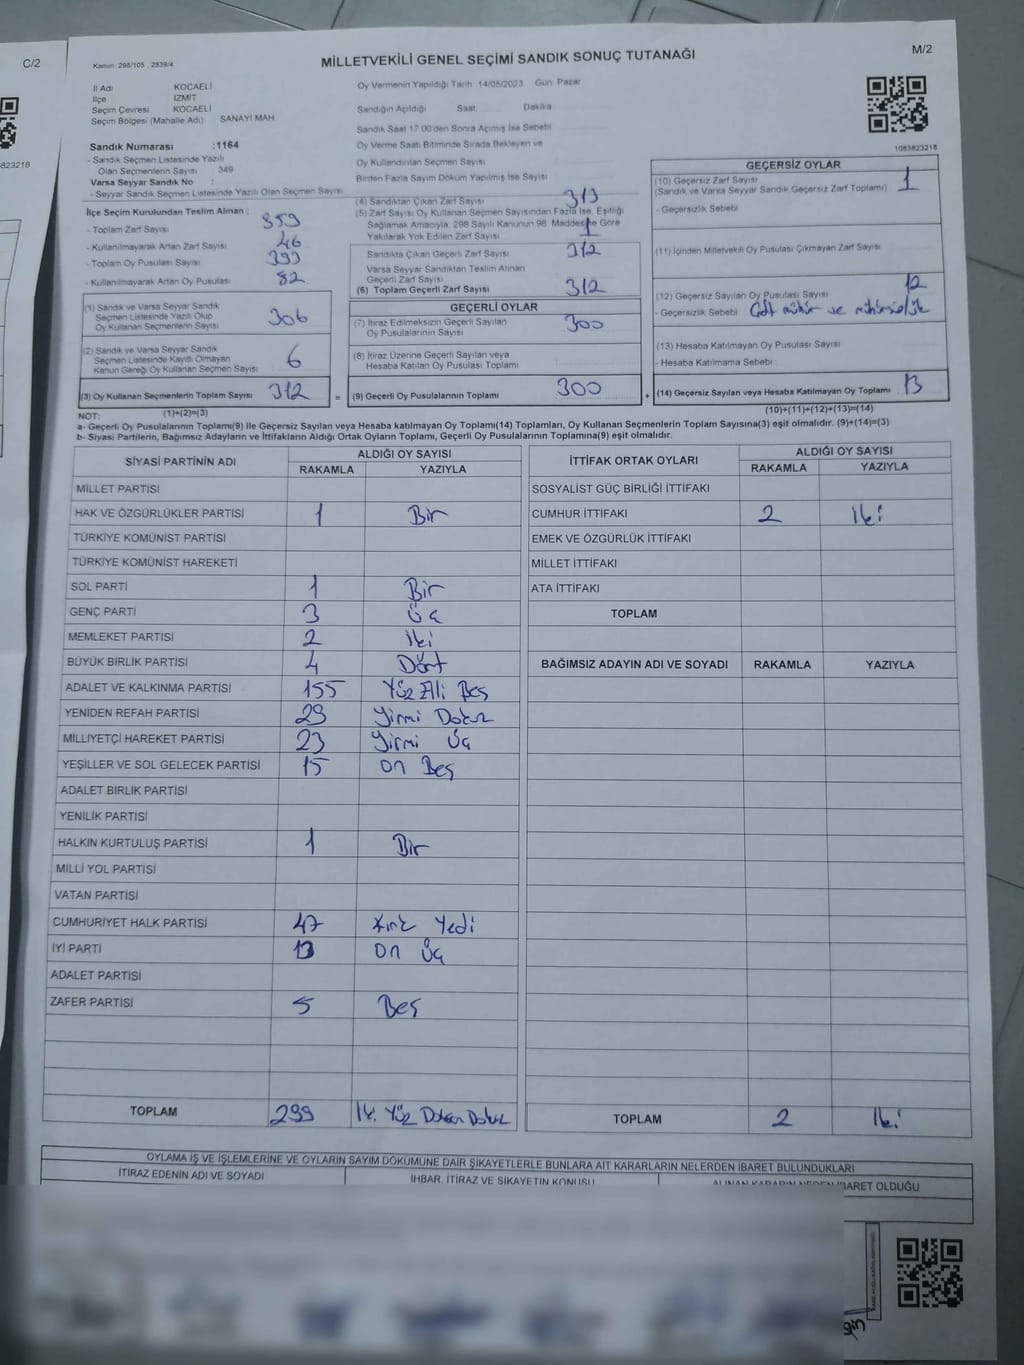 C/2
823218
Kanun: 298/105 , 2839/4
MİLLETVEKİLİ GENEL SEÇİMİ SANDIK SONUÇ TUTANAĞI
M/2
İl Adı KOCAELİ
İlçe İZMİT
Seçim Çevresi KOCAELİ
Seçim Bölgesi (Mahalle Adı) SANAYİ MAH.
Oy Vermenin Yapıldığı Tarih 14/05/2023 Gün Pazar
Sandığın Açıldığı Saat Dakika
Sandık Saat 17:00'den Sonra Açımış İse Sebebi
Oy Verme Saati Bitiminde Sırada Bekleyen ve
Oy Kullandırılan Seçmen Sayısı
Birden Fazla Sayım Döküm Yapılmış İse Sayısı
1083823218
Sandık Numarası :1164
- Sandık Seçmen Listesinde Yazılı
Olan Seçmenlerin Sayısı 349
Varsa Seyyar Sandık No :
- Seyyar Sandık Seçmen Listesinde Yazılı Olan Seçmen Sayısı
İlçe Seçim Kurulundan Teslim Alınan :
- Toplam Zarf Sayısı 359
- Kullanılmayarak Artan Zarf Sayısı 46
- Toplam Oy Pusulası Sayısı 393
- Kullanılmayarak Artan Oy Pusulası 82
(1) Sandık ve Varsa Seyyar Sandık
Seçmen Listesinde Yazılı Olup
Oy Kullanan Seçmenlerin Sayısı 306
(2) Sandık ve Varsa Seyyar Sandık
Seçmen Listesinde Kayıtlı Olmayan
Kanun Gereği Oy Kullanan Seçmen Sayısı 6
(3) Oy Kullanan Seçmenlerin Toplam Sayısı 312 =
(4) Sandıktan Çıkan Zarf Sayısı 313
(5) Zarf Sayısı Oy Kullanan Seçmen Sayısından Fazla İse, Eşitliği
Sağlamak Amacıyla, 298 Sayılı Kanunun 98. Maddesine Göre
Yakılarak Yok Edilen Zarf Sayısı 1
Sandıkta Çıkan Geçerli Zarf Sayısı 312
Varsa Seyyar Sandıktan Teslim Alınan
Geçerli Zarf Sayısı
(6) Toplam Geçerli Zarf Sayısı 312
GEÇERLİ OYLAR
(7) İtiraz Edilmeksizin Geçerli Sayılan
Oy Pusulalarının Sayısı 300
(8) İtiraz Üzerine Geçerli Sayılan veya
Hesaba Katılan Oy Pusulası Toplamı
(9) Geçerli Oy Pusulalarının Toplamı 300 +
GEÇERSİZ OYLAR
(10) Geçersiz Zarf Sayısı 1
(Sandık ve Varsa Seyyar Sandık Geçersiz Zarf Toplamı)
- Geçersizlik Sebebi
(11) İçinden Milletvekili Oy Pusulası Çıkmayan Zarf Sayısı
(12) Geçersiz Sayılan Oy Pusulası Sayısı 12
- Geçersizlik Sebebi Çift mühür ve mühürsüzlük
(13) Hesaba Katılmayan Oy Pusulası Sayısı
- Hesaba Katılmama Sebebi
(14) Geçersiz Sayılan veya Hesaba Katılmayan Oy Toplamı 13
NOT: (1)+(2)=(3)
(10)+(11)+(12)+(13)=(14)
a- Geçerli Oy Pusulaları Toplamı(9) ile Geçersiz Sayılan veya Hesaba katılmayan Oy Toplamı(14) Toplamları, Oy Kullanan Seçmenlerin Toplam Sayısına(3) eşit olmalıdır. (9)+(14)=(3)
b- Siyasi Partilerin, Bağımsız Adayların ve İttifakların Aldığı Ortak Oyların Toplamı, Geçerli Oy Pusulalarının Toplamına(9) eşit olmalıdır.
SİYASİ PARTİNİN ADI ALDIĞI OY SAYISI
RAKAMLA YAZIYLA
MİLLET PARTİSİ
HAK VE ÖZGÜRLÜKLER PARTİSİ 1 Bir
TÜRKİYE KOMÜNİST PARTİSİ
TÜRKİYE KOMÜNİST HAREKETİ
SOL PARTİ 1 Bir
GENÇ PARTİ 3 Üç
MEMLEKET PARTİSİ 2 İki
BÜYÜK BİRLİK PARTİSİ 4 Dört
ADALET VE KALKINMA PARTİSİ 155 Yüz Elli Beş
YENİDEN REFAH PARTİSİ 29 Yirmi Dokuz
MİLLİYETÇİ HAREKET PARTİSİ 23 Yirmi Üç
YEŞİLLER VE SOL GELECEK PARTİSİ 15 On Beş
ADALET BİRLİK PARTİSİ
YENİLİK PARTİSİ
HALKIN KURTULUŞ PARTİSİ 1 Bir
MİLLİ YOL PARTİSİ
VATAN PARTİSİ
CUMHURİYET HALK PARTİSİ 47 Kırk Yedi
İYİ PARTİ 13 On Üç
ADALET PARTİSİ
ZAFER PARTİSİ 5 Beş
TOPLAM 299 İki Yüz Doksan Dokuz
İTTİFAK ORTAK OYLARI ALDIĞI OY SAYISI
RAKAMLA YAZIYLA
SOSYALİST GÜÇ BİRLİĞİ İTTİFAKI
CUMHUR İTTİFAKI 2 İki
EMEK VE ÖZGÜRLÜK İTTİFAKI
MİLLET İTTİFAKI
ATA İTTİFAKI
TOPLAM
BAĞIMSIZ ADAYIN ADI VE SOYADI RAKAMLA YAZIYLA
TOPLAM 2 İki
OYLAMA İŞ VE İŞLEMLERİNE VE OYLARIN SAYIM DÖKÜMÜNE DAİR ŞİKAYETLERLE BUNLARA AİT KARARLARIN NELERDEN İBARET BULUNDUKLARI
İTİRAZ EDENİN ADI VE SOYADI İHBAR, İTİRAZ VE ŞİKAYETİN KONUSU ALINAN KARARIN NEDEN İBARET OLDUĞU